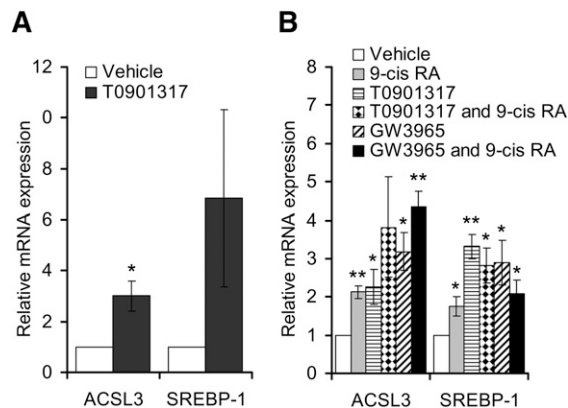 A
Relative mRNA expression
12
0
8
6
4
2
0
Vehicle
T0901317
*
ACSL3
SREBP-1
B
Relative mRNA expression
8
7
6
5
4
3
2
1
0
Vehicle
9-cis RA
T0901317
T0901317 and 9-cis RA
GW3965
GW3965 and 9-cis RA
** * * **
* ** * * *
ACSL3
SREBP-1